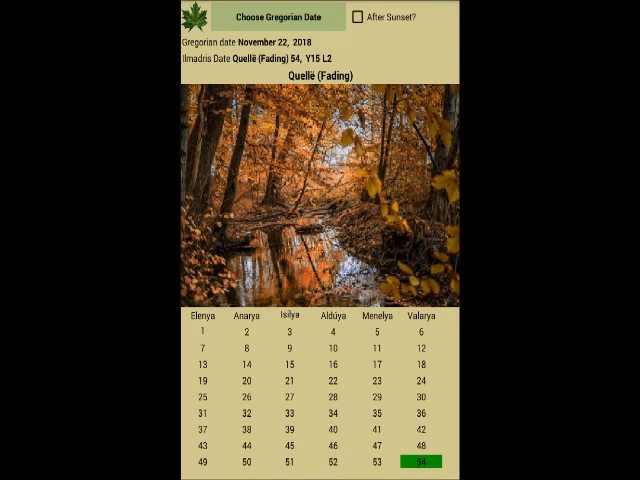 Choose Gregorian Date After Sunset?
Gregorian date November 22, 2018
Ilmadris Date Quellë (Fading) 54, Y15 L2
Quellë (Fading)
Elenya Anarya Isilya Aldúya Menelya Valarya
1 2 3 4 5 6
7 8 9 10 11 12
13 14 15 16 17 18
19 20 21 22 23 24
25 26 27 28 29 30
31 32 33 34 35 36
37 38 39 40 41 42
43 44 45 46 47 48
49 50 51 52 53 54